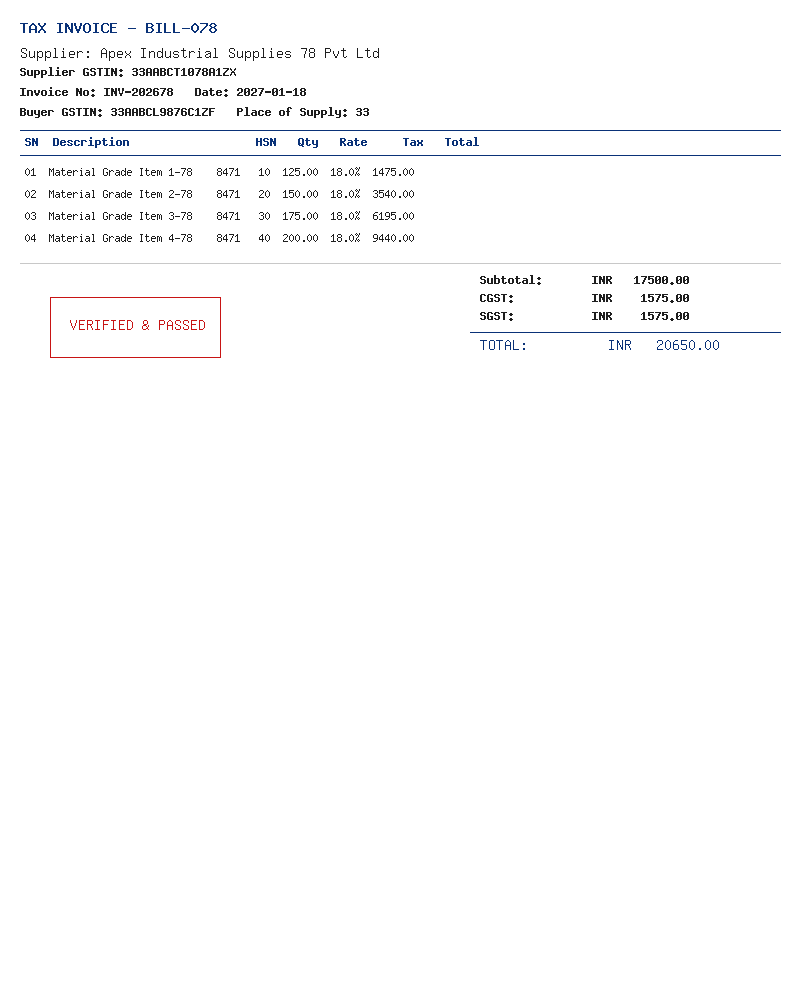 TAX INVOICE - BILL-078
Supplier: Apex Industrial Supplies 78 Pvt Ltd
Supplier GSTIN: 33AABCT1078A1ZX
Invoice No: INV-202678 Date: 2027-01-18
Buyer GSTIN: 33AABCL9876C1ZF Place of Supply: 33
SN Description HSN Qty Rate Tax Total
01 Material Grade Item 1-78 8471 10 125.00 18.0% 1475.00
02 Material Grade Item 2-78 8471 20 150.00 18.0% 3540.00
03 Material Grade Item 3-78 8471 30 175.00 18.0% 6195.00
04 Material Grade Item 4-78 8471 40 200.00 18.0% 9440.00
Subtotal: INR 17500.00
CGST: INR 1575.00
SGST: INR 1575.00
TOTAL: INR 20650.00
VERIFIED & PASSED